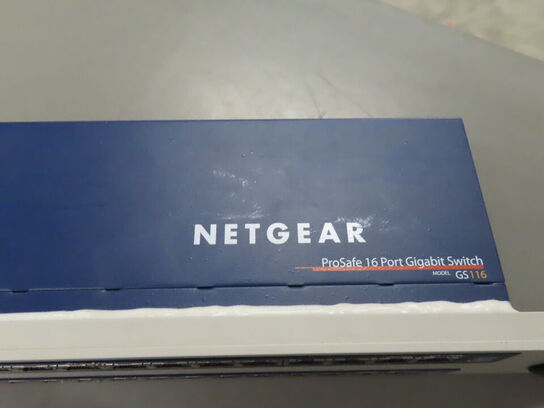 NETGEAR
ProSafe 16 Port Gigabit Switch
MODEL GS116